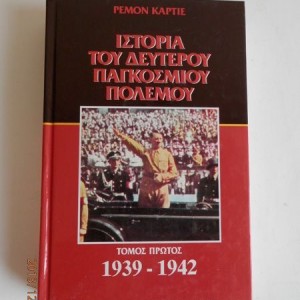 ΡΕΜΟΝ ΚΑΡΤΙΕ
ΙΣΤΟΡΙΑ
ΤΟΥ ΔΕΥΤΕΡΟΥ
ΠΑΓΚΟΣΜΙΟΥ
ΠΟΛΕΜΟΥ
ΤΟΜΟΣ ΠΡΩΤΟΣ
1939 - 1942